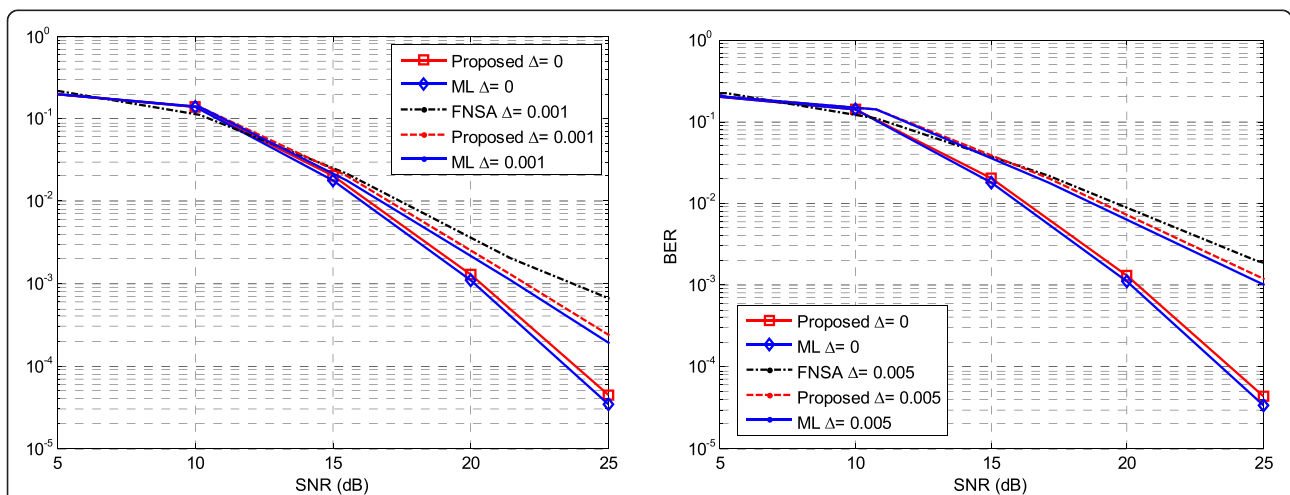 10^0
10^-1
10^-2
10^-3
10^-4
10^-5
5
10
15
20
25
SNR (dB)
Proposed Δ= 0
ML Δ= 0
FNSA Δ= 0.001
Proposed Δ= 0.001
ML Δ= 0.001
10^0
10^-1
10^-2
10^-3
10^-4
10^-5
BER
5
10
15
20
25
SNR (dB)
Proposed Δ= 0
ML Δ= 0
FNSA Δ= 0.005
Proposed Δ= 0.005
ML Δ= 0.005